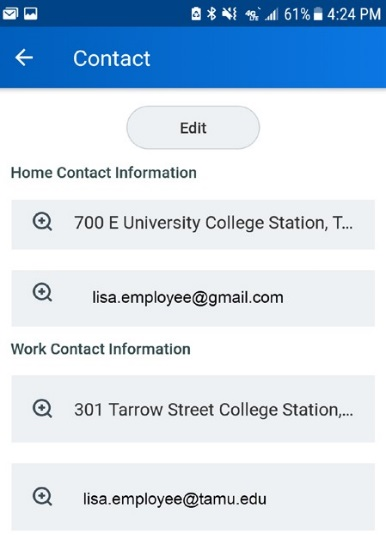 61% 4:24 PM
Contact
Edit
Home Contact Information
700 E University College Station, T...
lisa.employee@gmail.com
Work Contact Information
301 Tarrow Street College Station,...
lisa.employee@tamu.edu